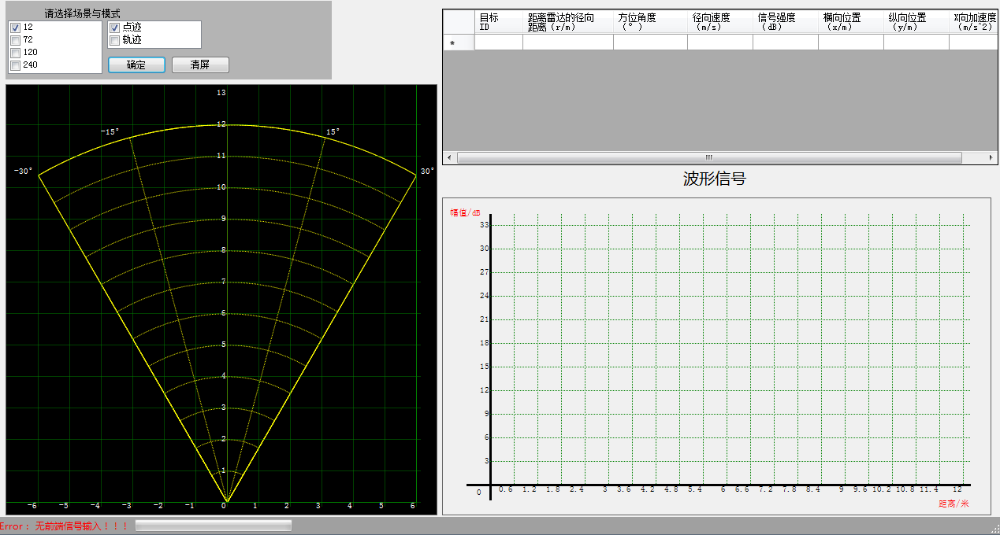 请选择场景与模式
12
72
120
240
点迹
轨迹
确定
清屏
目标
ID
距离雷达的径向
距离(r/m)
方位角度
(°)
径向速度
(m/s)
信号强度
(dB)
横向位置
(x/m)
纵向位置
(y/m)
X向加速度
(m/s^2)
*
13
12
11
10
9
8
7
6
5
4
3
2
1
-15°
15°
-30°
30°
-6 -5 -4 -3 -2 -1 0 1 2 3 4 5 6
波形信号
幅值/dB
33
30
27
24
21
18
15
12
9
6
3
0 0.6 1.2 1.8 2.4 3 3.6 4.2 4.8 5.4 6 6.6 7.2 7.8 8.4 9 9.6 10.2 10.8 11.4 12
距离/米
Error: 无前端信号输入！！！